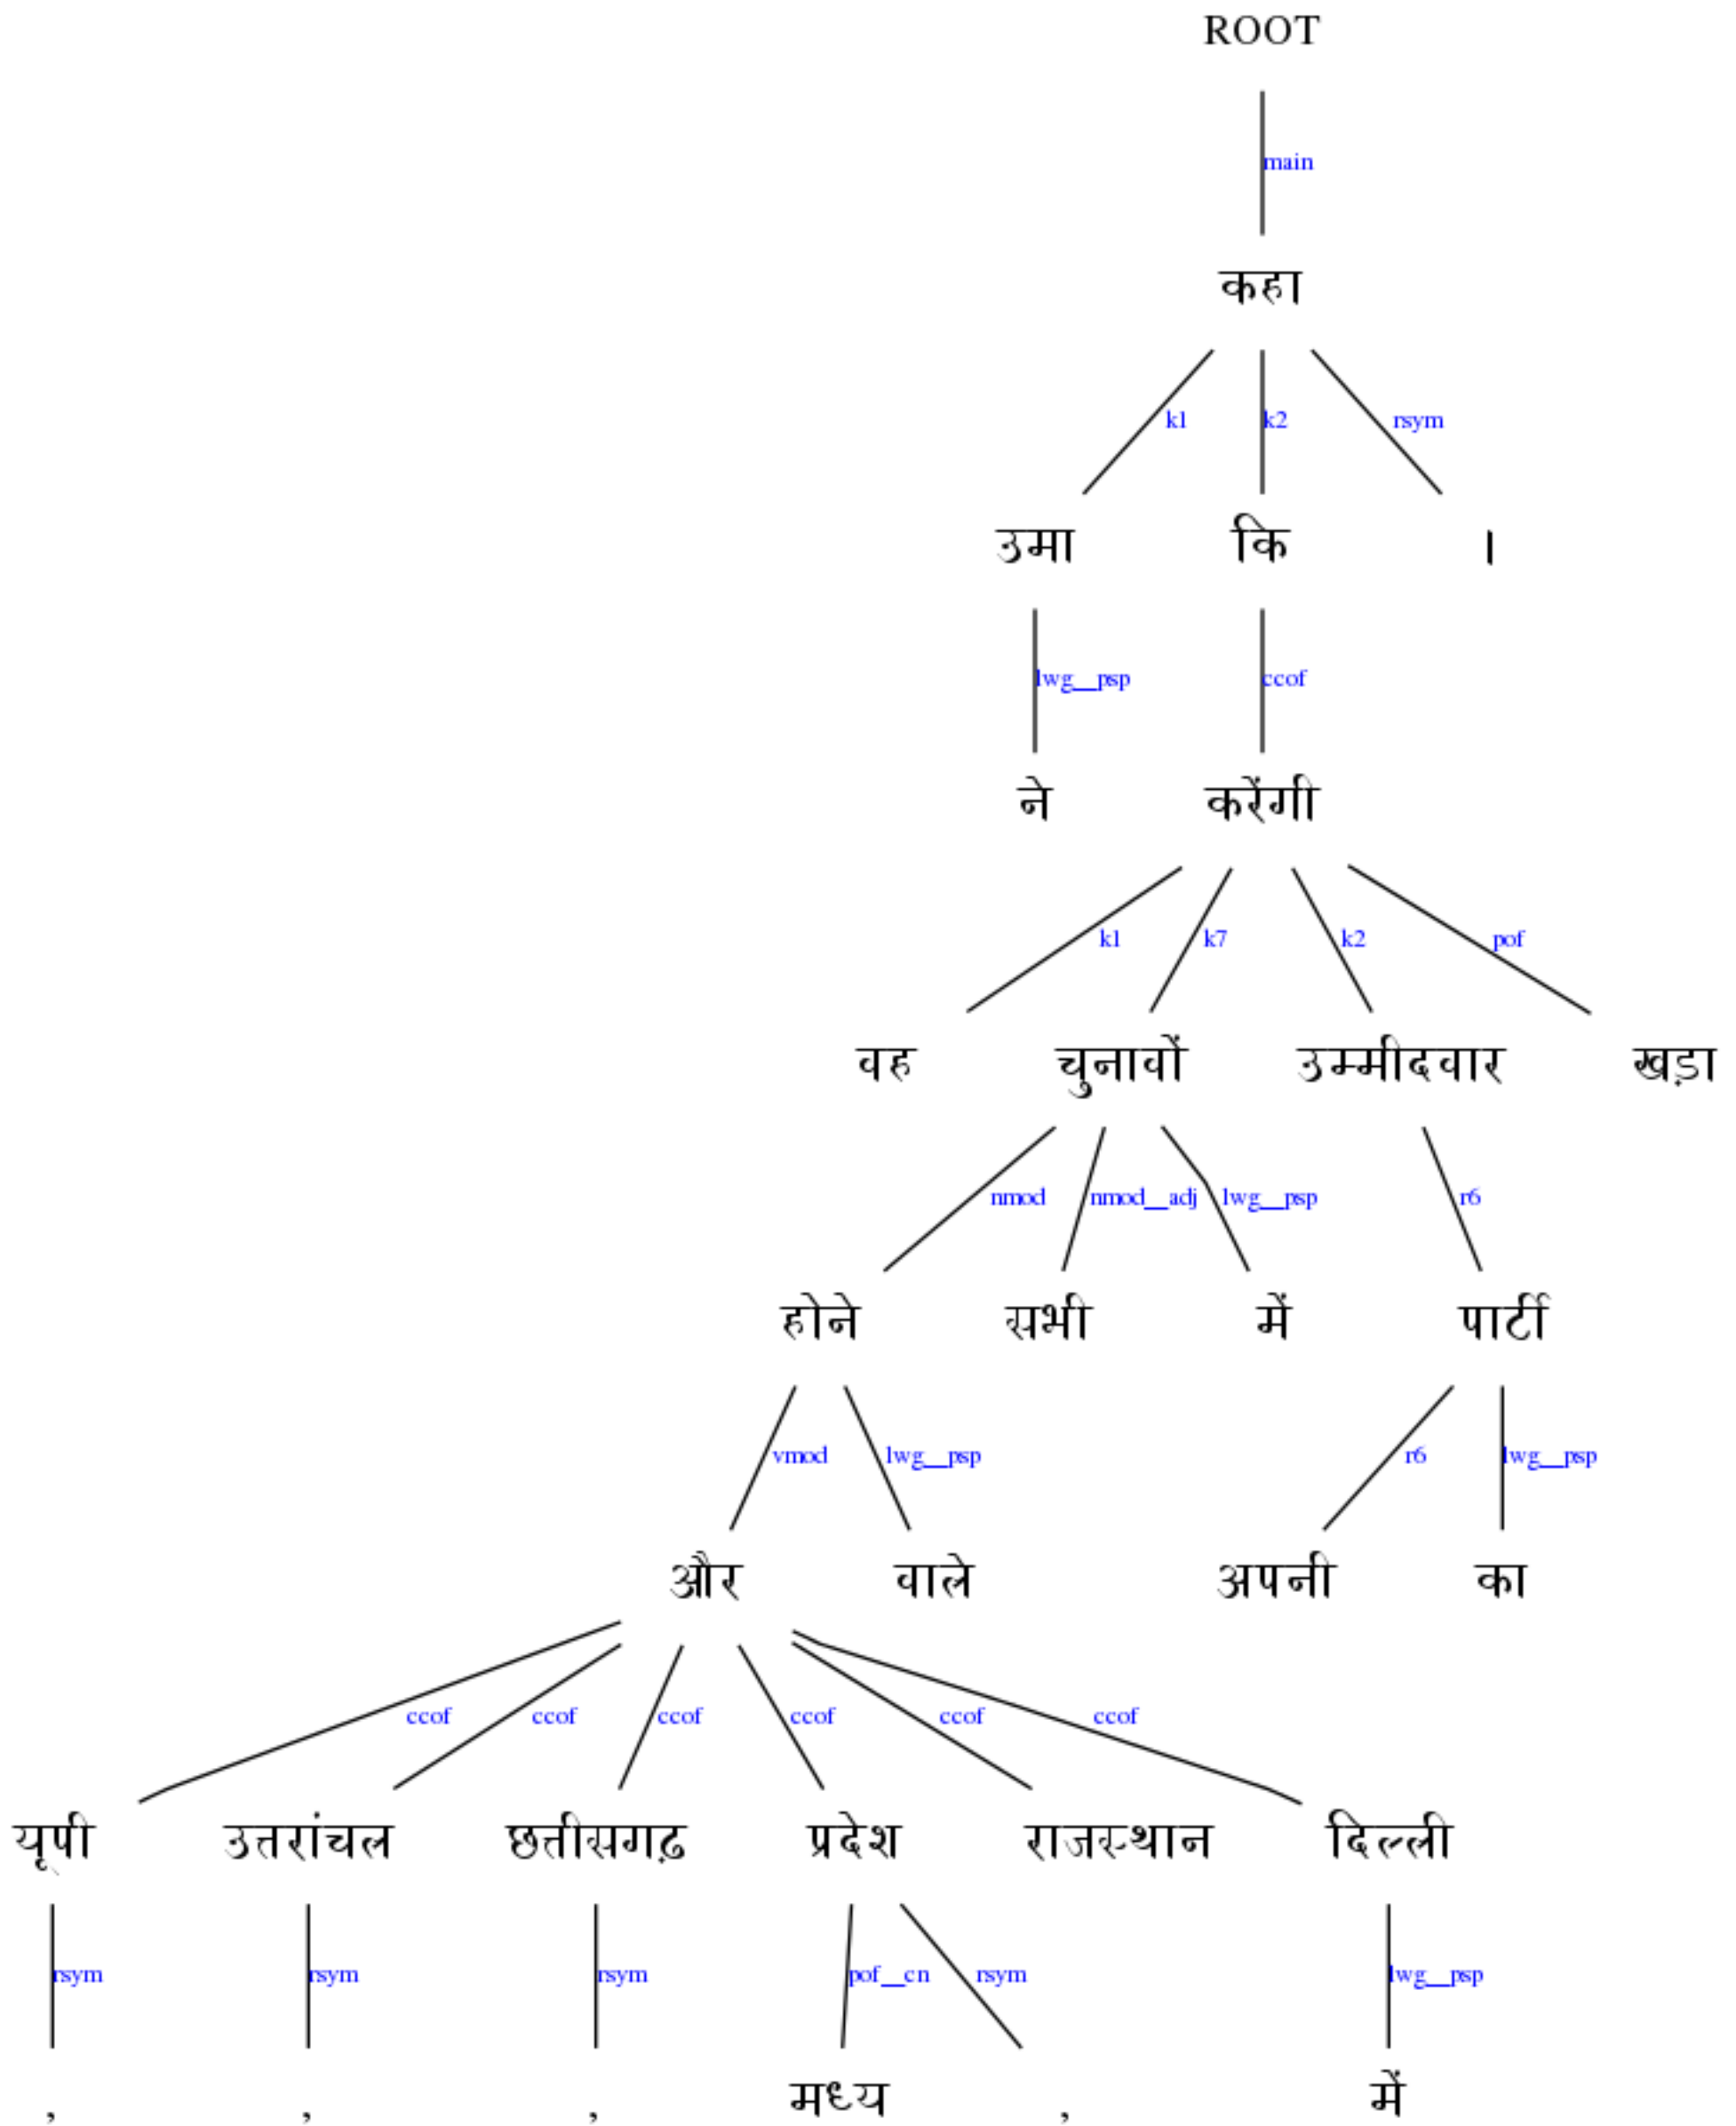 ROOT
main
कहा
k1 k2 rsym
उमा कि ।
lwg__psp ccof
ने करेंगी
k1 k7 k2 pof
वह चुनावों उम्मीदवार खड़ा
nmod nmod__adj lwg__psp r6
होने सभी में पार्टी
vmod lwg__psp r6 lwg__psp
और वाले अपनी का
ccof ccof ccof ccof ccof ccof
यूपी उत्तरांचल छत्तीसगढ़ प्रदेश राजस्थान दिल्ली
rsym rsym rsym pof__cn rsym lwg__psp
, , , मध्य , में